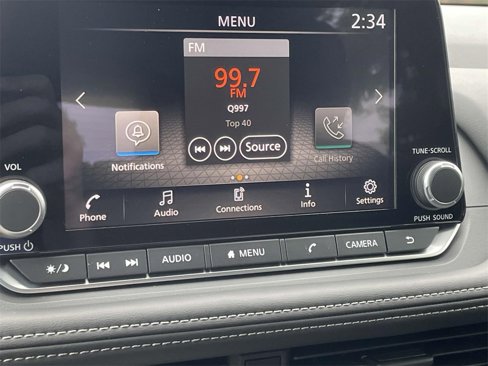 MENU
2:34
FM
99.7
FM
Q997
Top 40
Source
Notifications
Call History
VOL
TUNE-SCROLL
Phone
Audio
Connections
Info
Settings
PUSH
PUSH SOUND
AUDIO
MENU
CAMERA